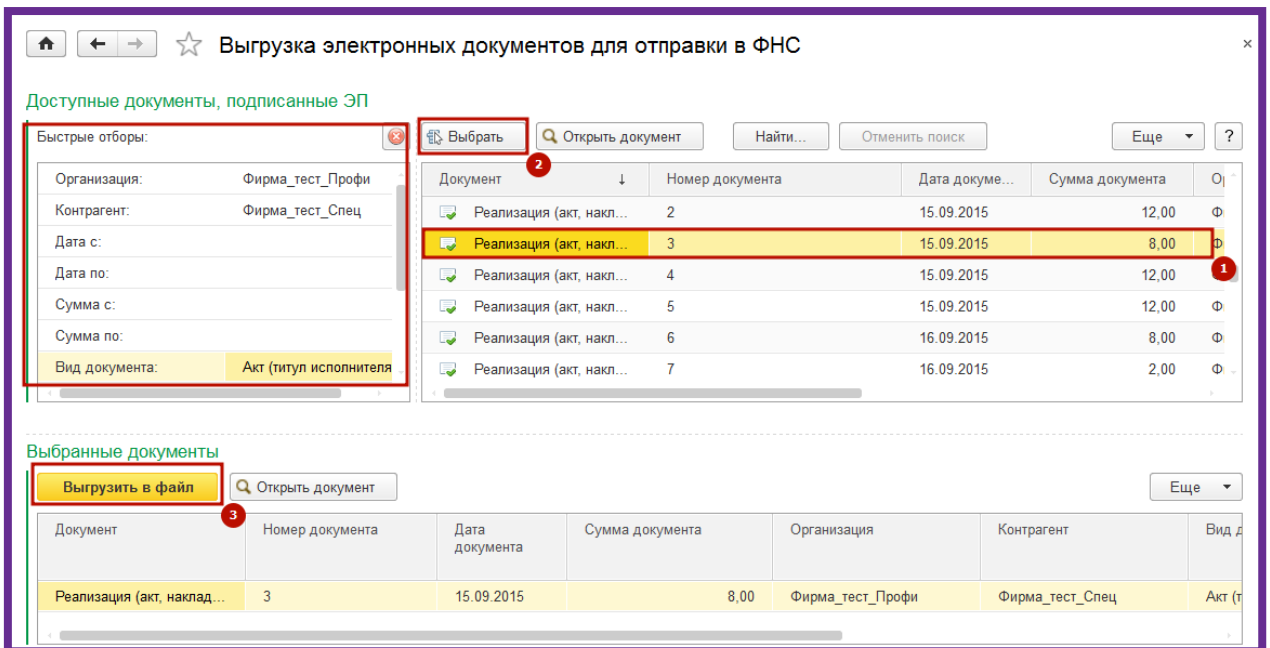 Выгрузка электронных документов для отправки в ФНС
Доступные документы, подписанные ЭП
Быстрые отборы:
Выбрать Открыть документ Найти... Отменить поиск Еще ?
2
Организация: Фирма_тест_Профи
Контрагент: Фирма_тест_Спец
Дата с:
Дата по:
Сумма с:
Сумма по:
Вид документа: Акт (титул исполнителя
Документ ↓ Номер документа Дата докуме... Сумма документа
Реализация (акт, накл... 2 15.09.2015 12,00 Ф
Реализация (акт, накл... 3 15.09.2015 8,00 Ф
1
Реализация (акт, накл... 4 15.09.2015 12,00
Реализация (акт, накл... 5 15.09.2015 12,00 Ф
Реализация (акт, накл... 6 16.09.2015 8,00 Ф
Реализация (акт, накл... 7 16.09.2015 2,00 Ф
Выбранные документы
Выгрузить в файл Открыть документ Еще
3
Документ Номер документа Дата документа Сумма документа Организация Контрагент Вид д
Реализация (акт, наклад... 3 15.09.2015 8,00 Фирма_тест_Профи Фирма_тест_Спец Акт (т